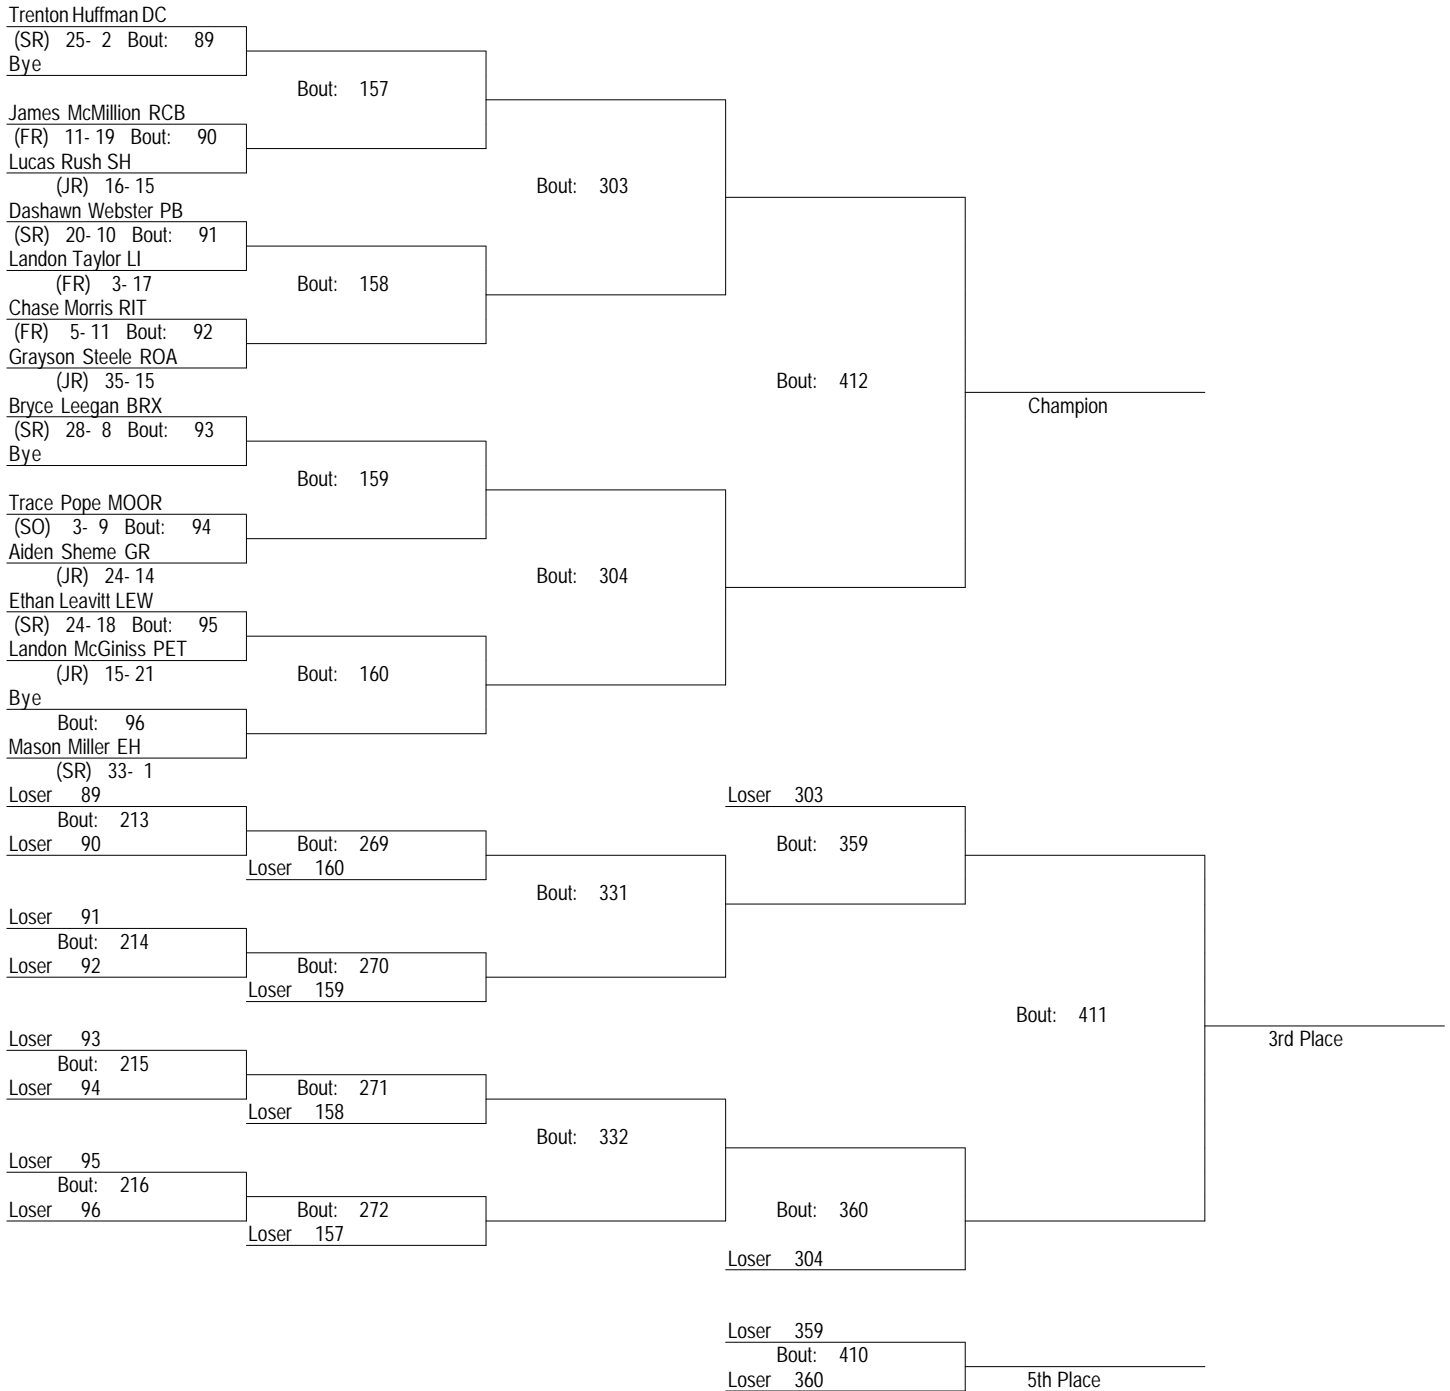 Trenton Huffman DC
(SR) 25- 2 Bout: 89
Bye
Bout: 157
James McMillion RCB
(FR) 11- 19 Bout: 90
Lucas Rush SH
(JR) 16- 15
Bout: 303
Dashawn Webster PB
(SR) 20- 10 Bout: 91
Landon Taylor LI
(FR) 3- 17
Bout: 158
Chase Morris RIT
(FR) 5- 11 Bout: 92
Grayson Steele ROA
(JR) 35- 15
Bout: 412
Bryce Leegan BRX
Champion
(SR) 28- 8 Bout: 93
Bye
Bout: 159
Trace Pope MOOR
(SO) 3- 9 Bout: 94
Aiden Sheme GR
(JR) 24- 14
Bout: 304
Ethan Leavitt LEW
(SR) 24- 18 Bout: 95
Landon McGiniss PET
(JR) 15- 21
Bout: 160
Bye
Bout: 96
Mason Miller EH
(SR) 33- 1
Loser 89
Loser 303
Bout: 213
Loser 90
Bout: 269
Bout: 359
Loser 160
Bout: 331
Loser 91
Bout: 214
Loser 92
Bout: 270
Loser 159
Bout: 411
Loser 93
3rd Place
Bout: 215
Loser 94
Bout: 271
Loser 158
Bout: 332
Loser 95
Bout: 216
Loser 96
Bout: 272
Bout: 360
Loser 157
Loser 304
Loser 359
Bout: 410
Loser 360
5th Place